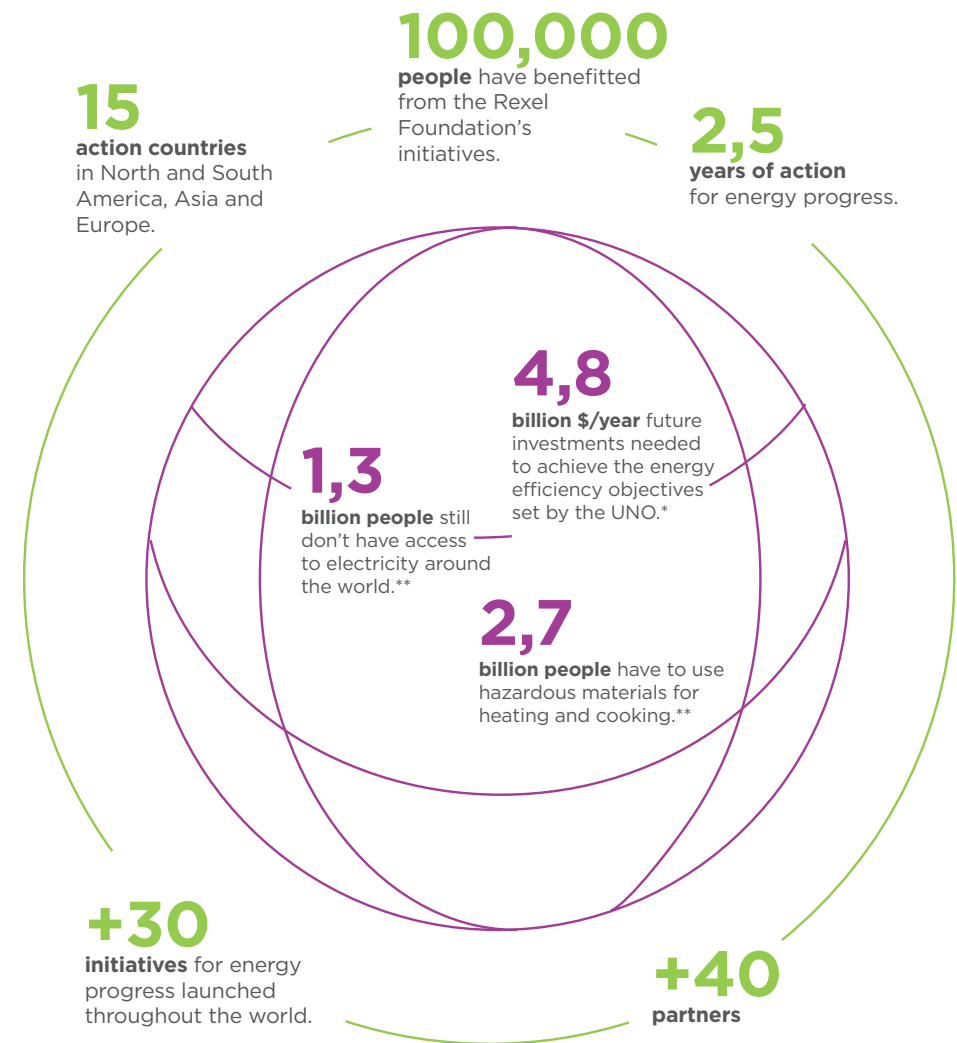 100,000
people have benefitted
from the Rexel
Foundation’s
initiatives.
15
action countries
in North and South
America, Asia and
Europe.
2,5
years of action
for energy progress.
4,8
billion $/year future
investments needed
to achieve the energy
efficiency objectives
set by the UNO.*
1,3
billion people still
don’t have access
to electricity around
the world.**
2,7
billion people have to use
hazardous materials for
heating and cooking.**
+30
initiatives for energy
progress launched
throughout the world.
+40
partners